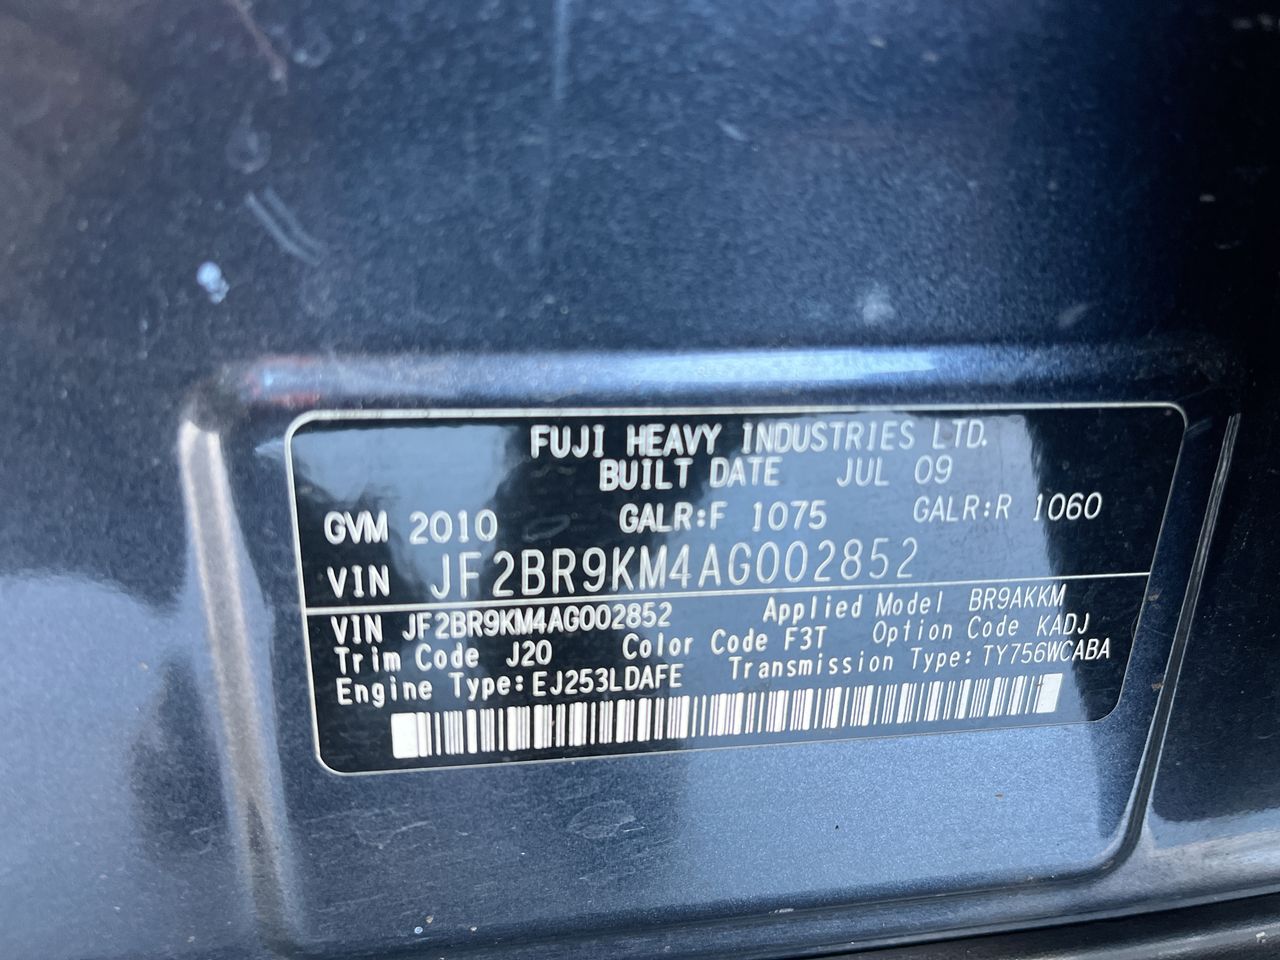 FUJI HEAVY INDUSTRIES LTD.
BUILT DATE JUL 09
GVM 2010 GALR:F 1075 GALR:R 1060
VIN JF2BR9KM4AG002852
VIN JF2BR9KM4AG002852 Applied Model BR9AKKM
Trim Code J20 Color Code F3T Option Code KADJ
Engine Type:EJ253LDAFE Transmission Type:TY756WCABA